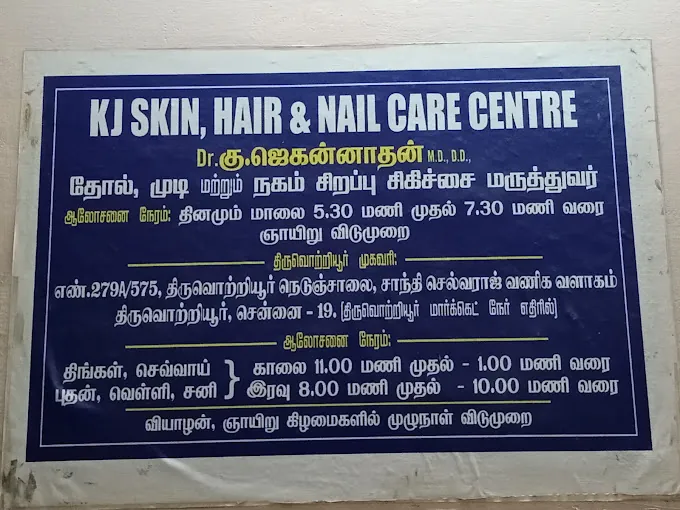 KJ SKIN, HAIR & NAIL CARE CENTRE
Dr. கு.ஜெகன்னாதன் M.D., D.D.,
தோல், முடி மற்றும் நகம் சிறப்பு சிகிச்சை மருத்துவர்
ஆலோசனை நேரம்: தினமும் மாலை 5.30 மணி முதல் 7.30 மணி வரை
ஞாயிறு விடுமுறை
திருவொற்றியூர் முகவரி:
எண்.279A/575, திருவொற்றியூர் நெடுஞ்சாலை, சாந்தி செல்வராஜ் வணிக வளாகம்
திருவொற்றியூர், சென்னை - 19. (திருவொற்றியூர் மார்க்கெட் நேர் எதிரில்)
ஆலோசனை நேரம்:
திங்கள், செவ்வாய் } காலை 11.00 மணி முதல் - 1.00 மணி வரை
புதன், வெள்ளி, சனி } இரவு 8.00 மணி முதல் - 10.00 மணி வரை
வியாழன், ஞாயிறு கிழமைகளில் முழுநாள் விடுமுறை